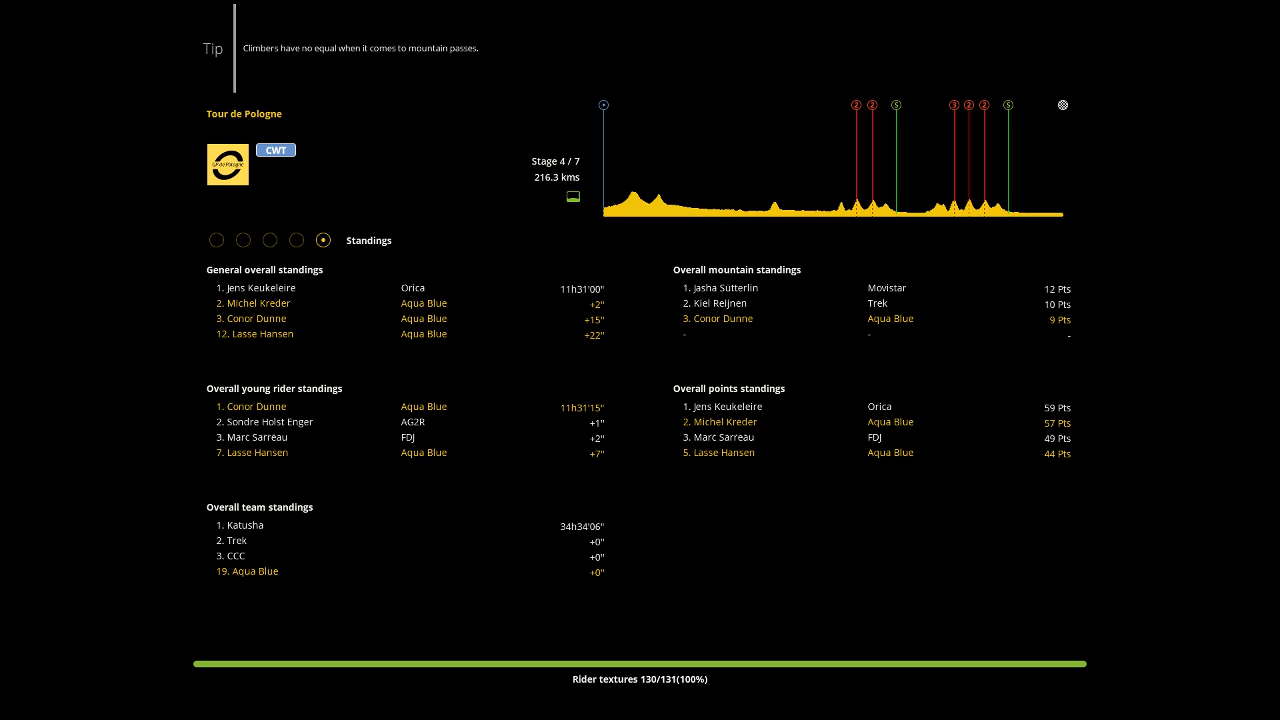 Tip
Climbers have no equal when it comes to mountain passes.
Tour de Pologne
CWT
Stage 4 / 7
216.3 kms
2 2 S 3 2 2 S
Standings
General overall standings
1. Jens Keukeleire Orica 11h31'00"
2. Michel Kreder Aqua Blue +2"
3. Conor Dunne Aqua Blue +15"
12. Lasse Hansen Aqua Blue +22"
Overall mountain standings
1. Jasha Sütterlin Movistar 12 Pts
2. Kiel Reijnen Trek 10 Pts
3. Conor Dunne Aqua Blue 9 Pts
- - -
Overall young rider standings
1. Conor Dunne Aqua Blue 11h31'15"
2. Sondre Holst Enger AG2R +1"
3. Marc Sarreau FDJ +2"
7. Lasse Hansen Aqua Blue +7"
Overall points standings
1. Jens Keukeleire Orica 59 Pts
2. Michel Kreder Aqua Blue 57 Pts
3. Marc Sarreau FDJ 49 Pts
5. Lasse Hansen Aqua Blue 44 Pts
Overall team standings
1. Katusha 34h34'06"
2. Trek +0"
3. CCC +0"
19. Aqua Blue +0"
Rider textures 130/131(100%)